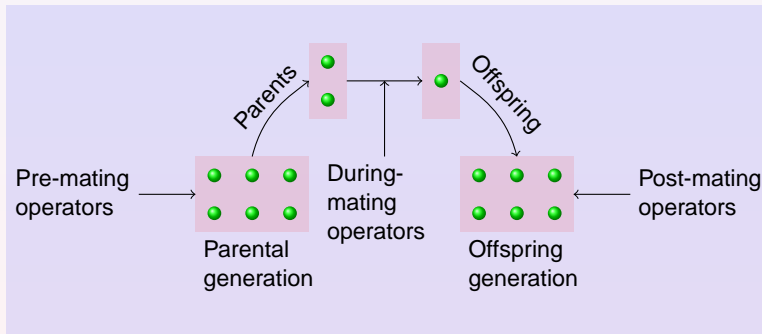 Parents
Offspring
Pre-mating
operators
During-
mating
operators
Post-mating
operators
Parental
generation
Offspring
generation